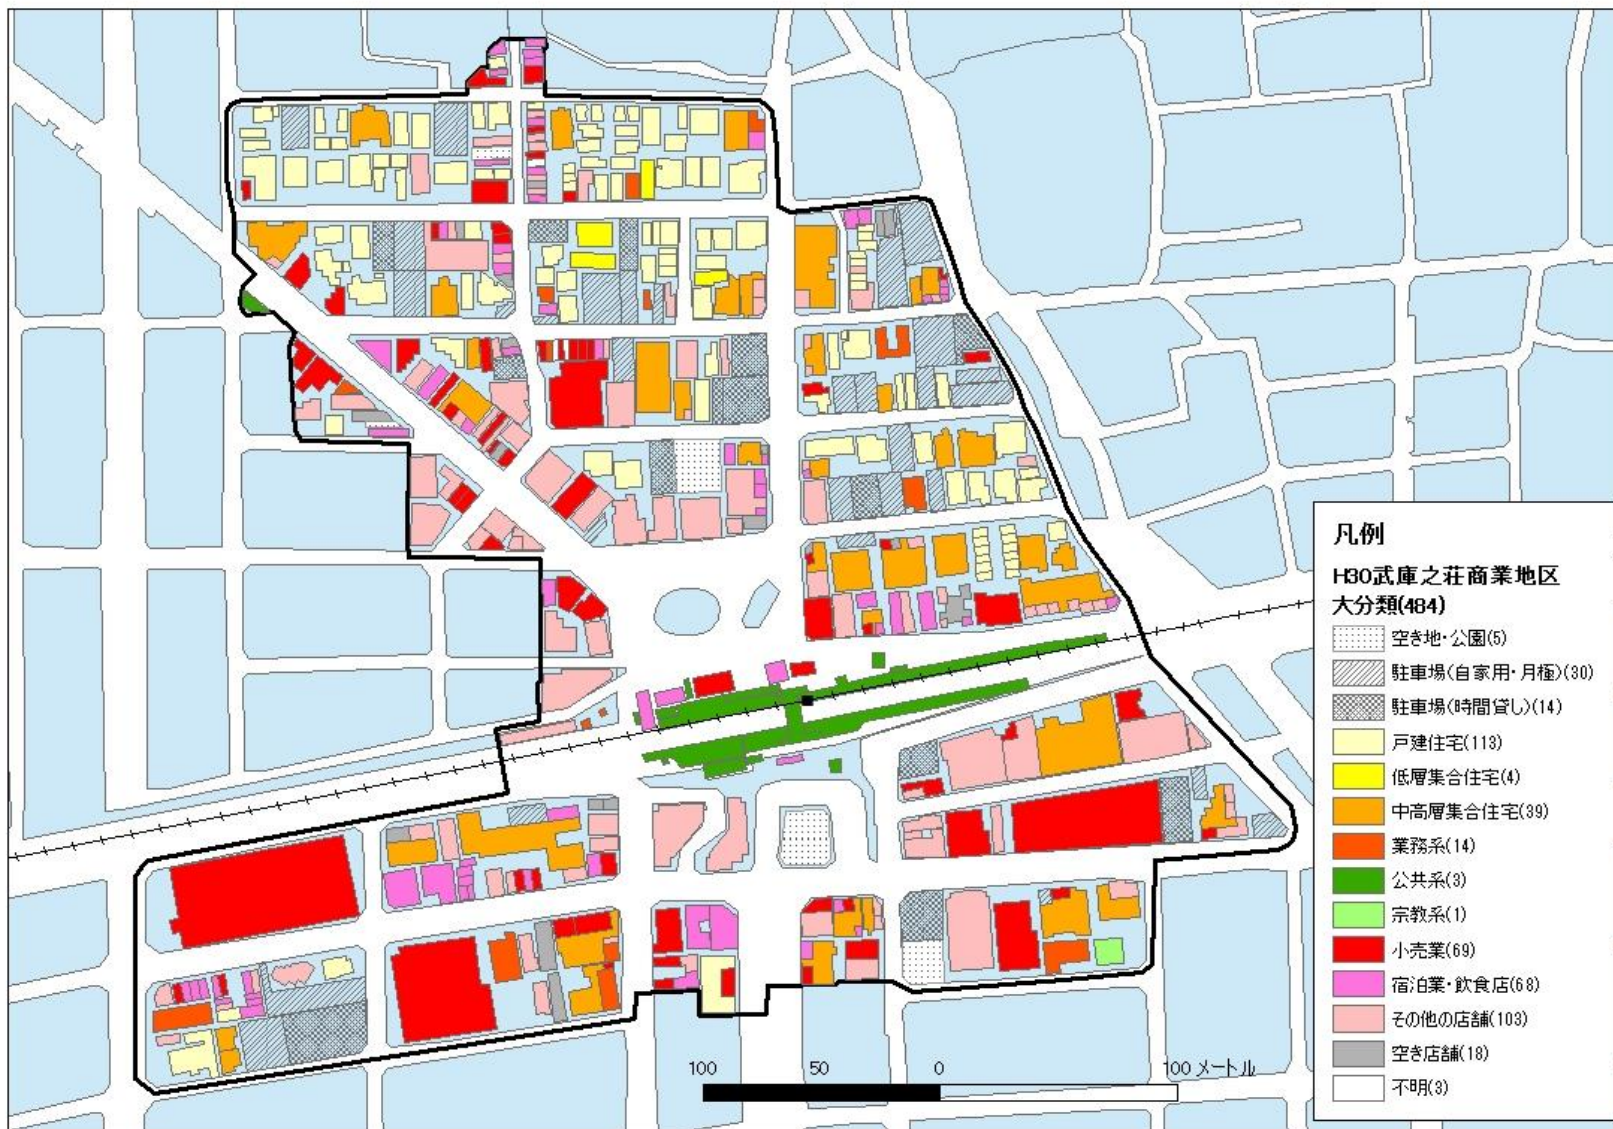 凡例
H30武庫之荘商業地区
大分類(484)
空き地・公園(5)
駐車場(自家用・月極)(30)
駐車場(時間貸し)(14)
戸建住宅(113)
低層集合住宅(4)
中高層集合住宅(39)
業務系(14)
公共系(3)
宗教系(1)
小売業(69)
宿泊業・飲食店(68)
その他の店舗(103)
空き店舗(18)
不明(3)
100 50 0 100 メートル